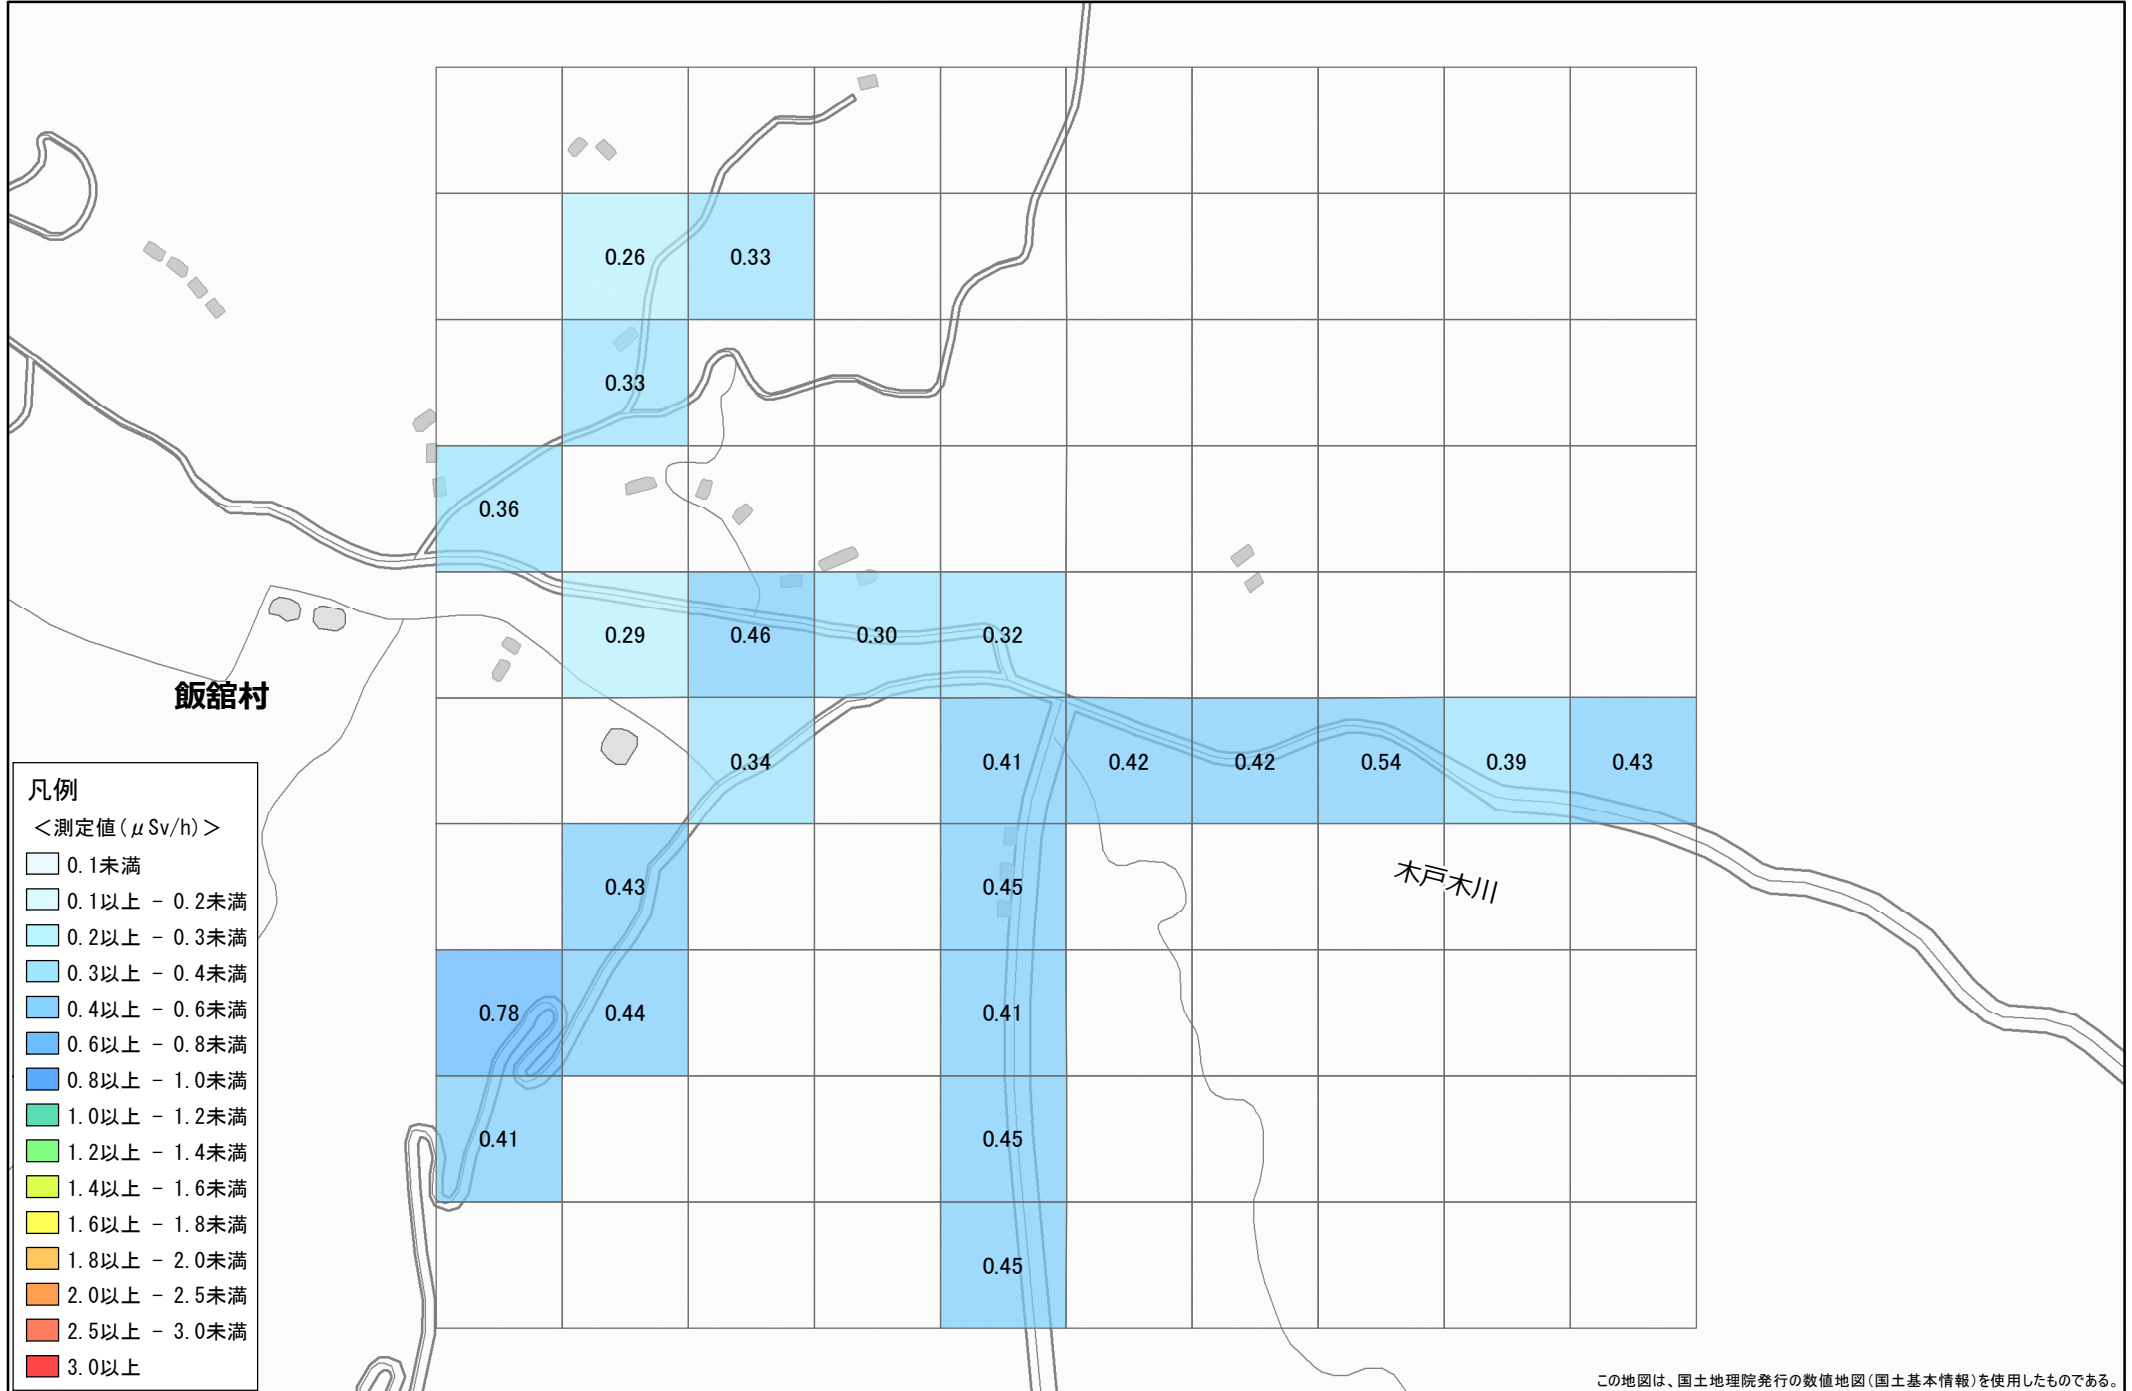 0.26 0.33
0.33
0.36
0.29 0.46 0.30 0.32
飯舘村
0.34 0.41 0.42 0.42 0.54 0.39 0.43
0.43 0.45
木戸木川
0.78 0.44 0.41
0.41 0.45
0.45
凡例
＜測定値(μSv/h)＞
0.1未満
0.1以上 - 0.2未満
0.2以上 - 0.3未満
0.3以上 - 0.4未満
0.4以上 - 0.6未満
0.6以上 - 0.8未満
0.8以上 - 1.0未満
1.0以上 - 1.2未満
1.2以上 - 1.4未満
1.4以上 - 1.6未満
1.6以上 - 1.8未満
1.8以上 - 2.0未満
2.0以上 - 2.5未満
2.5以上 - 3.0未満
3.0以上
この地図は、国土地理院発行の数値地図(国土基本情報)を使用したものである。